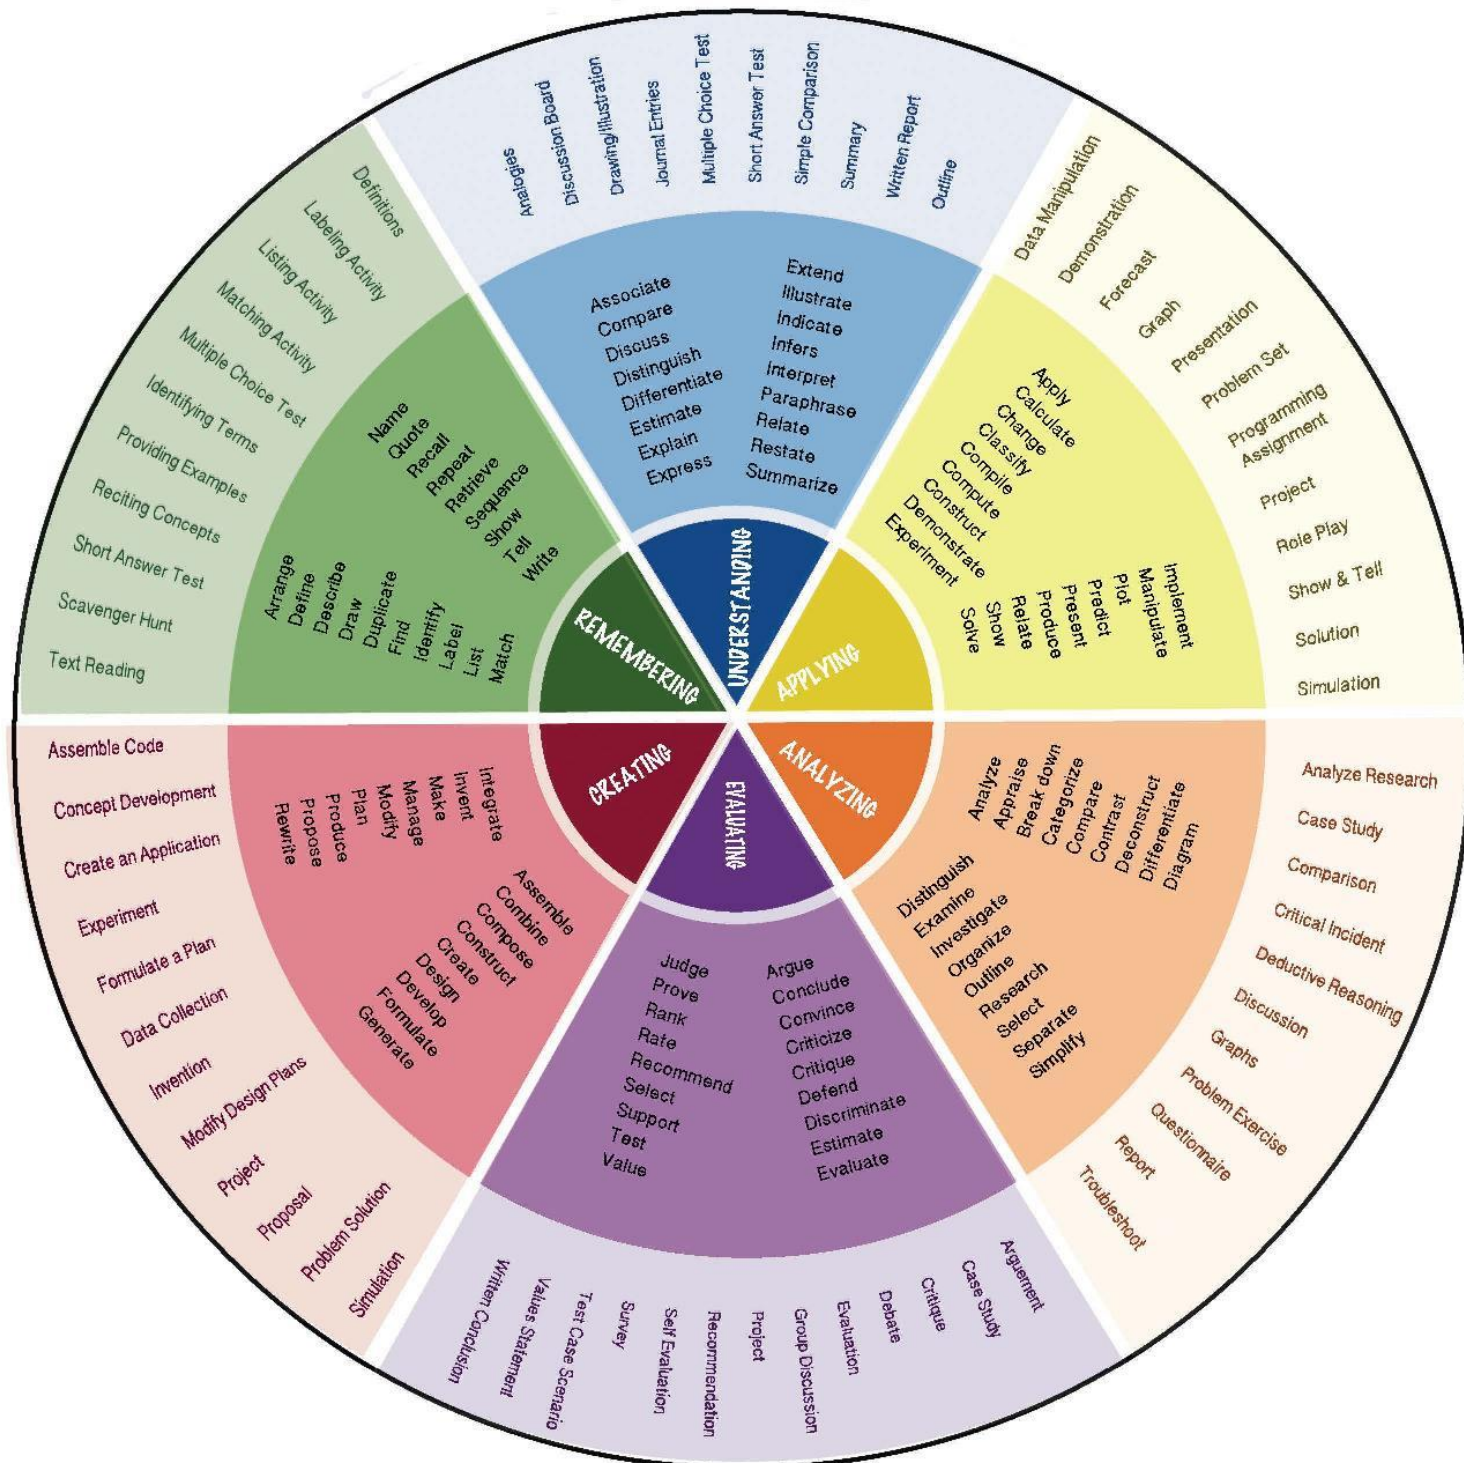 REMEMBERING
Name
Quote
Recall
Repeat
Retrieve
Sequence
Show
Tell
Write
Arrange
Define
Describe
Draw
Duplicate
Find
Identify
Label
List
Match
Definitions
Labeling Activity
Listing Activity
Matching Activity
Multiple Choice Test
Identifying Terms
Providing Examples
Reciting Concepts
Short Answer Test
Scavenger Hunt
Text Reading
UNDERSTANDING
Associate
Compare
Discuss
Distinguish
Differentiate
Estimate
Explain
Express
Extend
Illustrate
Indicate
Infers
Interpret
Paraphrase
Relate
Restate
Summarize
Analogies
Discussion Board
Drawing/Illustration
Journal Entries
Multiple Choice Test
Short Answer Test
Simple Comparison
Summary
Written Report
Outline
APPLYING
Apply
Calculate
Change
Classify
Compile
Compute
Construct
Demonstrate
Experiment
Implement
Manipulate
Plot
Predict
Present
Produce
Relate
Show
Solve
Data Manipulation
Demonstration
Forecast
Graph
Presentation
Problem Set
Programming
Assignment
Project
Role Play
Show & Tell
Solution
Simulation
ANALYZING
Analyze
Appraise
Break down
Categorize
Compare
Contrast
Deconstruct
Differentiate
Diagram
Distinguish
Examine
Investigate
Organize
Outline
Research
Select
Separate
Simplify
Analyze Research
Case Study
Comparison
Critical Incident
Deductive Reasoning
Discussion
Graphs
Problem Exercise
Questionnaire
Report
Troubleshoot
EVALUATING
Argue
Conclude
Convince
Criticize
Critique
Defend
Discriminate
Estimate
Evaluate
Judge
Prove
Rank
Rate
Recommend
Select
Support
Test
Value
Arguement
Case Study
Critique
Debate
Evaluation
Group Discussion
Project
Recommendation
Self Evaluation
Survey
Test Case Scenario
Values Statement
Written Conclusion
CREATING
Assemble
Combine
Compose
Construct
Create
Design
Develop
Formulate
Generate
Integrate
Invent
Make
Manage
Modify
Plan
Produce
Propose
Rewrite
Assemble Code
Concept Development
Create an Application
Experiment
Formulate a Plan
Data Collection
Invention
Modify Design Plans
Project
Proposal
Problem Solution
Simulation